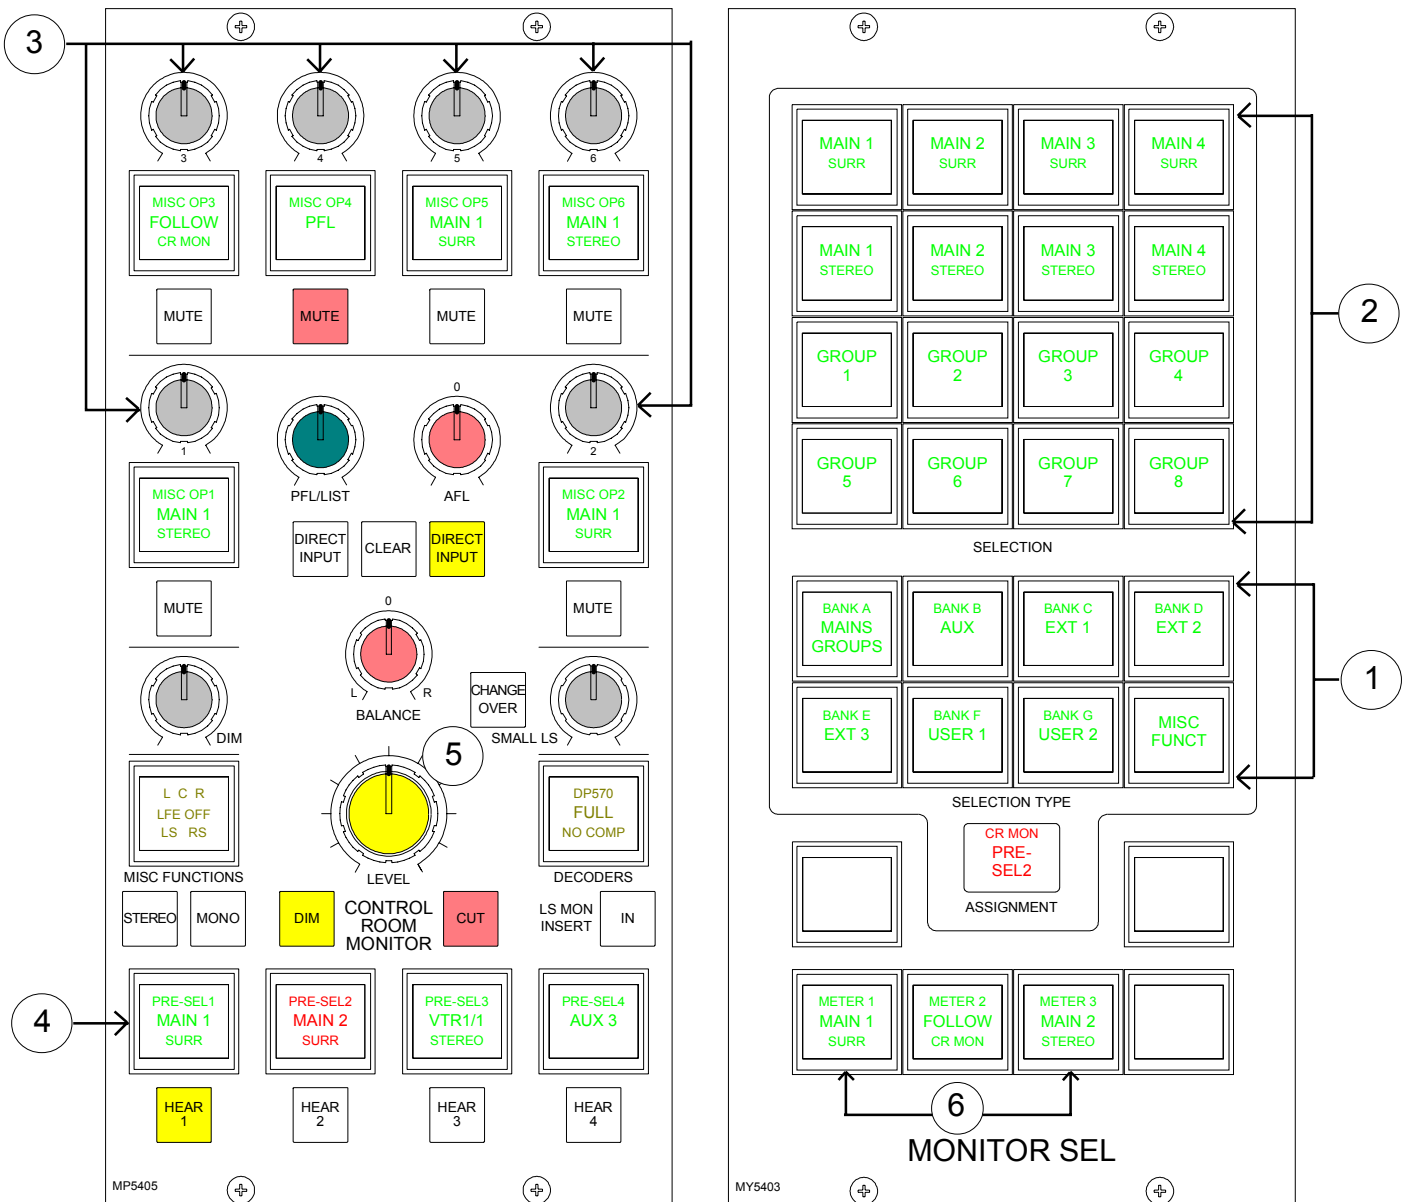 3
3
4
5
6
MISC OP3
FOLLOW
CR MON
MISC OP4
PFL
MISC OP5
MAIN 1
SURR
MISC OP6
MAIN 1
STEREO
MUTE
MUTE
MUTE
MUTE
1
0
2
PFL/LIST
AFL
MISC OP1
MAIN 1
STEREO
MISC OP2
MAIN 1
SURR
DIRECT
INPUT
CLEAR
DIRECT
INPUT
MUTE
MUTE
0
L
R
BALANCE
CHANGE
OVER
DIM
SMALL LS
5
L C R
LFE OFF
LS RS
DP570
FULL
NO COMP
LEVEL
MISC FUNCTIONS
DECODERS
STEREO
MONO
DIM
CONTROL
ROOM
MONITOR
CUT
LS MON
INSERT
IN
4
PRE-SEL1
MAIN 1
SURR
PRE-SEL2
MAIN 2
SURR
PRE-SEL3
VTR1/1
STEREO
PRE-SEL4
AUX 3
HEAR
1
HEAR
2
HEAR
3
HEAR
4
MP5405
MAIN 1
SURR
MAIN 2
SURR
MAIN 3
SURR
MAIN 4
SURR
MAIN 1
STEREO
MAIN 2
STEREO
MAIN 3
STEREO
MAIN 4
STEREO
2
GROUP
1
GROUP
2
GROUP
3
GROUP
4
GROUP
5
GROUP
6
GROUP
7
GROUP
8
SELECTION
BANK A
MAINS
GROUPS
BANK B
AUX
BANK C
EXT 1
BANK D
EXT 2
1
BANK E
EXT 3
BANK F
USER 1
BANK G
USER 2
MISC
FUNCT
SELECTION TYPE
CR MON
PRE-
SEL2
ASSIGNMENT
METER 1
MAIN 1
SURR
METER 2
FOLLOW
CR MON
METER 3
MAIN 2
STEREO
6
MONITOR SEL
MY5403